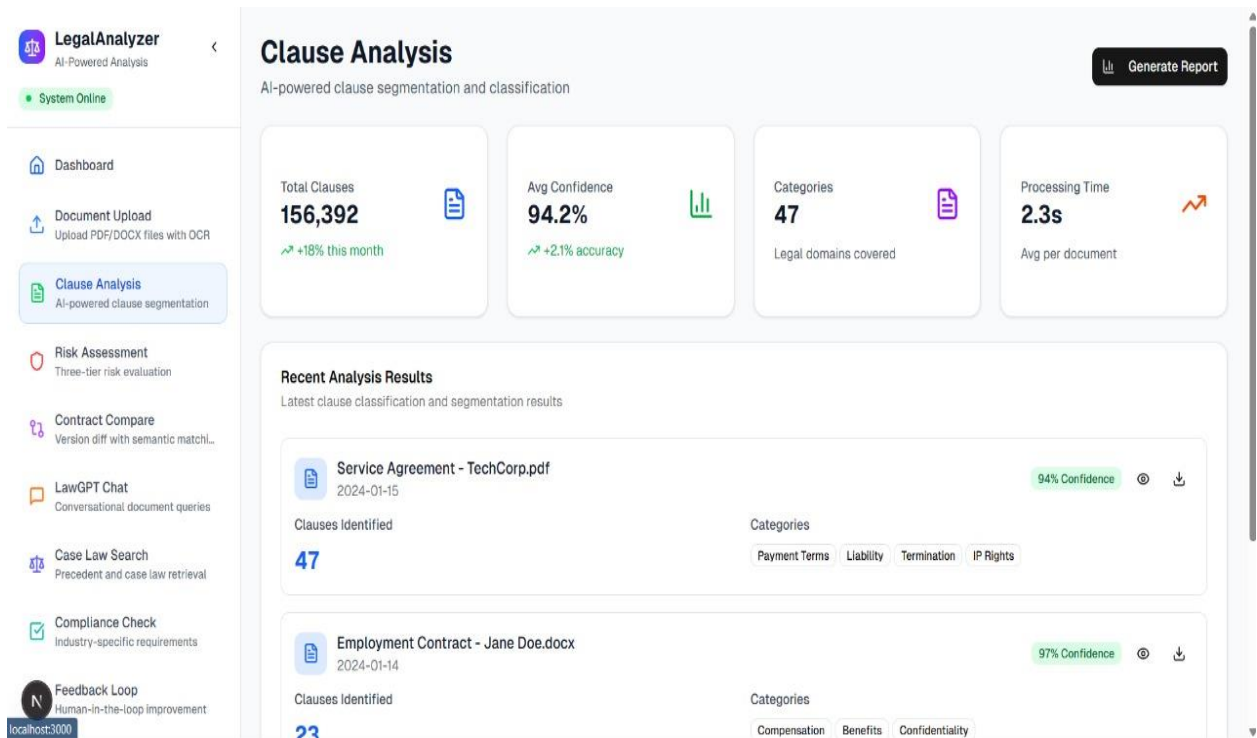 LegalAnalyzer
AI-Powered Analysis
System Online
Dashboard
Document Upload
Upload PDF/DOCX files with OCR
Clause Analysis
AI-powered clause segmentation
Risk Assessment
Three-tier risk evaluation
Contract Compare
Version diff with semantic matchi...
LawGPT Chat
Conversational document queries
Case Law Search
Precedent and case law retrieval
Compliance Check
Industry-specific requirements
Feedback Loop
Human-in-the-loop improvement
N
localhost:3000
Clause Analysis
AI-powered clause segmentation and classification
Generate Report
Total Clauses
156,392
+18% this month
Avg Confidence
94.2%
+2.1% accuracy
Categories
47
Legal domains covered
Processing Time
2.3s
Avg per document
Recent Analysis Results
Latest clause classification and segmentation results
Service Agreement - TechCorp.pdf
2024-01-15
94% Confidence
Clauses Identified
47
Categories
Payment Terms Liability Termination IP Rights
Employment Contract - Jane Doe.docx
2024-01-14
97% Confidence
Clauses Identified
23
Categories
Compensation Benefits Confidentiality